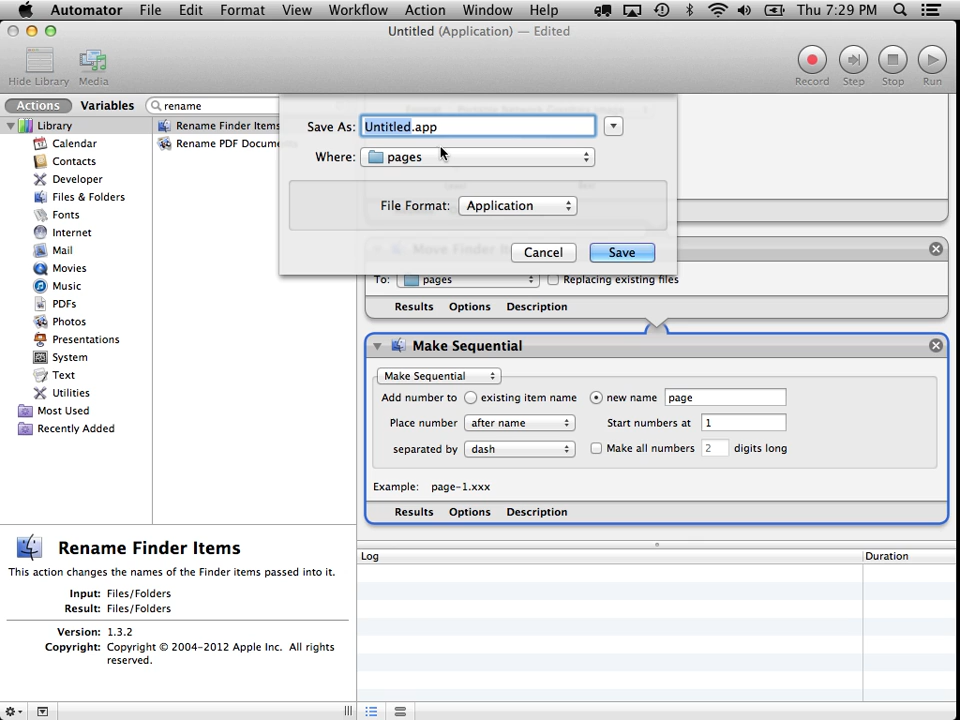 Automator File Edit Format View Workflow Action Window Help Thu 7:29 PM
Untitled (Application) — Edited
Hide Library Media Record Step Stop Run
Actions Variables rename
Library
Calendar
Contacts
Developer
Files & Folders
Fonts
Internet
Mail
Movies
Music
PDFs
Photos
Presentations
System
Text
Utilities
Most Used
Recently Added
Rename Finder Items
Rename PDF Docum
Save As: Untitled.app
Where: pages
File Format: Application
Cancel Save
Move Finder
To: pages Replacing existing files
Results Options Description
Make Sequential
Make Sequential
Add number to existing item name new name page
Place number after name Start numbers at 1
separated by dash Make all numbers 2 digits long
Example: page-1.xxx
Results Options Description
Log Duration
Rename Finder Items
This action changes the names of the Finder items passed into it.
Input: Files/Folders
Result: Files/Folders
Version: 1.3.2
Copyright: Copyright © 2004-2012 Apple Inc. All rights
reserved.